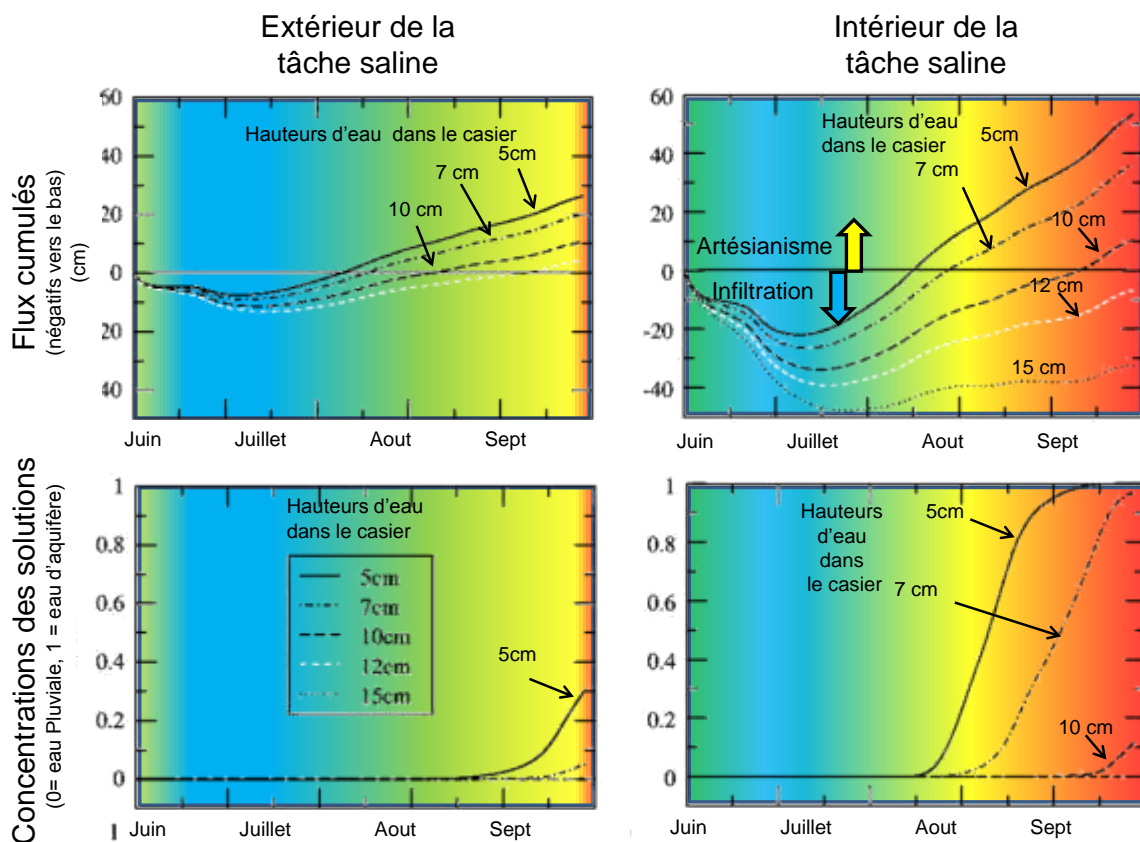 Extérieur de la
tâche saline
Intérieur de la
tâche saline
Flux cumulés
(négatifs vers le bas)
(cm)
60
40
20
0
-20
40
Hauteurs d'eau dans le casier
5cm
7 cm
10 cm
Juin
Juillet
Aout
Sept
60
40
20
0
-20
-40
Hauteurs d'eau
dans le casier
5cm
7 cm
10 cm
12 cm
15 cm
Artésianisme
Infiltration
Juin
Juillet
Aout
Sept
Concentrations des solutions
(0= eau Pluviale, 1 = eau d'aquifère)
1
0.8
0.6
0.4
0.2
0
Hauteurs d'eau
dans le casier
5cm
7cm
10cm
12cm
15cm
5cm
1
Juin
Juillet
Aout
Sept
1
0.8
0.6
0.4
0.2
0
Hauteurs
d'eau
dans
le casier
5cm
7 cm
10 cm
Juin
Juillet
Aout
Sept